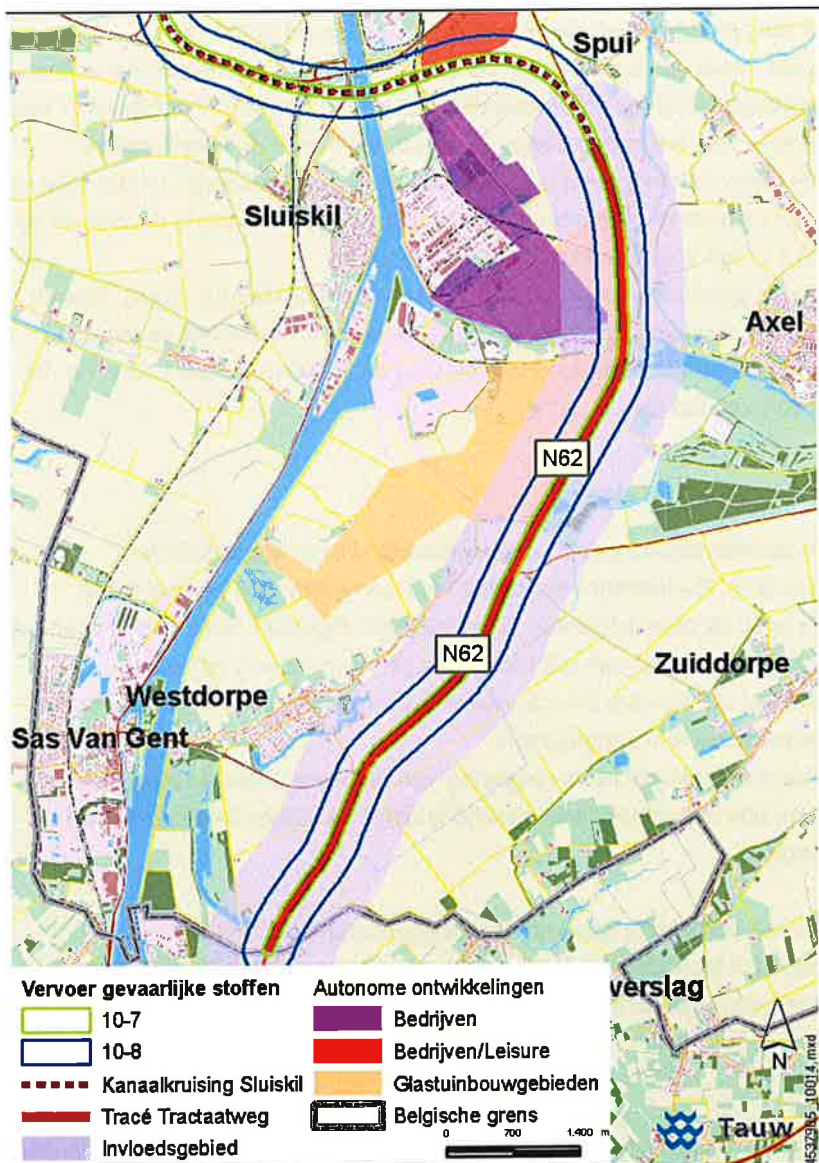 Spui
Sluiskil
Axel
N62
N62
Zuiddorpe
Westdorpe
Sas Van Gent
verslag
Vervoer gevaarlijke stoffen
10-7
10-8
Kanaalkruising Sluiskil
Tracé Tractaatweg
Invloedsgebied
Autonome ontwikkelingen
Bedrijven
Bedrijven/Leisure
Glastuinbouwgebieden
Belgische grens
0 700 1.400 m
N
Tauw